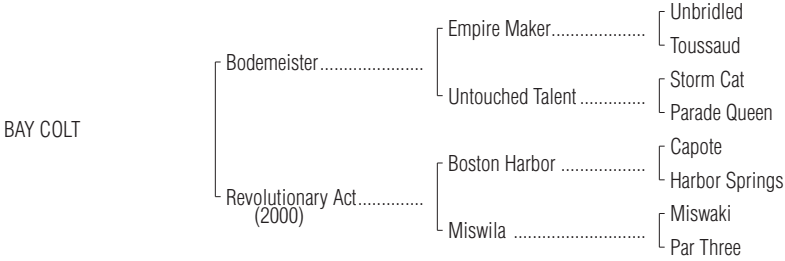 Unbridled
Empire Maker.....................
Toussaud
Bodemeister.......................
Storm Cat
Untouched Talent ..............
Parade Queen
BAY COLT
Capote
Boston Harbor ..................
Harbor Springs
Revolutionary Act..............
(2000)
Miswaki
Miswila ............................
Par Three